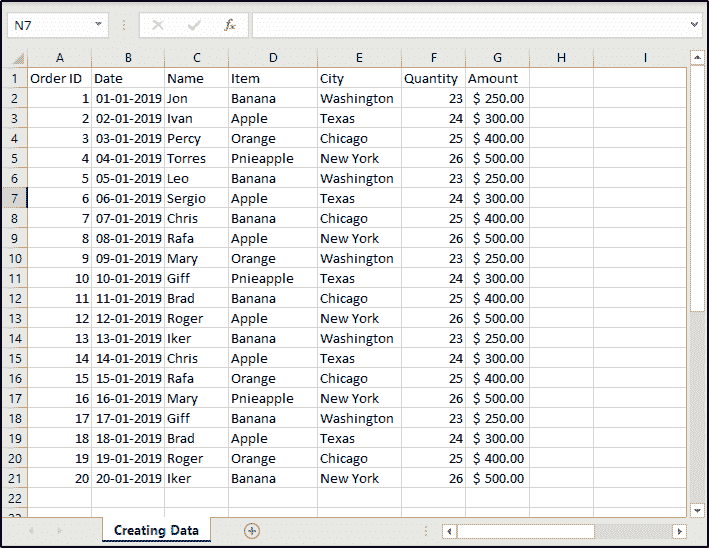 N7 fx
A B C D E F G H I
1 Order ID Date Name Item City Quantity Amount
2 1 01-01-2019 Jon Banana Washington 23 $ 250.00
3 2 02-01-2019 Ivan Apple Texas 24 $ 300.00
4 3 03-01-2019 Percy Orange Chicago 25 $ 400.00
5 4 04-01-2019 Torres Pnieapple New York 26 $ 500.00
6 5 05-01-2019 Leo Banana Washington 23 $ 250.00
7 6 06-01-2019 Sergio Apple Texas 24 $ 300.00
8 7 07-01-2019 Chris Banana Chicago 25 $ 400.00
9 8 08-01-2019 Rafa Apple New York 26 $ 500.00
10 9 09-01-2019 Mary Orange Washington 23 $ 250.00
11 10 10-01-2019 Giff Pnieapple Texas 24 $ 300.00
12 11 11-01-2019 Brad Banana Chicago 25 $ 400.00
13 12 12-01-2019 Roger Apple New York 26 $ 500.00
14 13 13-01-2019 Iker Banana Washington 23 $ 250.00
15 14 14-01-2019 Chris Apple Texas 24 $ 300.00
16 15 15-01-2019 Rafa Orange Chicago 25 $ 400.00
17 16 16-01-2019 Mary Pnieapple New York 26 $ 500.00
18 17 17-01-2019 Giff Banana Washington 23 $ 250.00
19 18 18-01-2019 Brad Apple Texas 24 $ 300.00
20 19 19-01-2019 Roger Orange Chicago 25 $ 400.00
21 20 20-01-2019 Iker Banana New York 26 $ 500.00
22
Creating Data